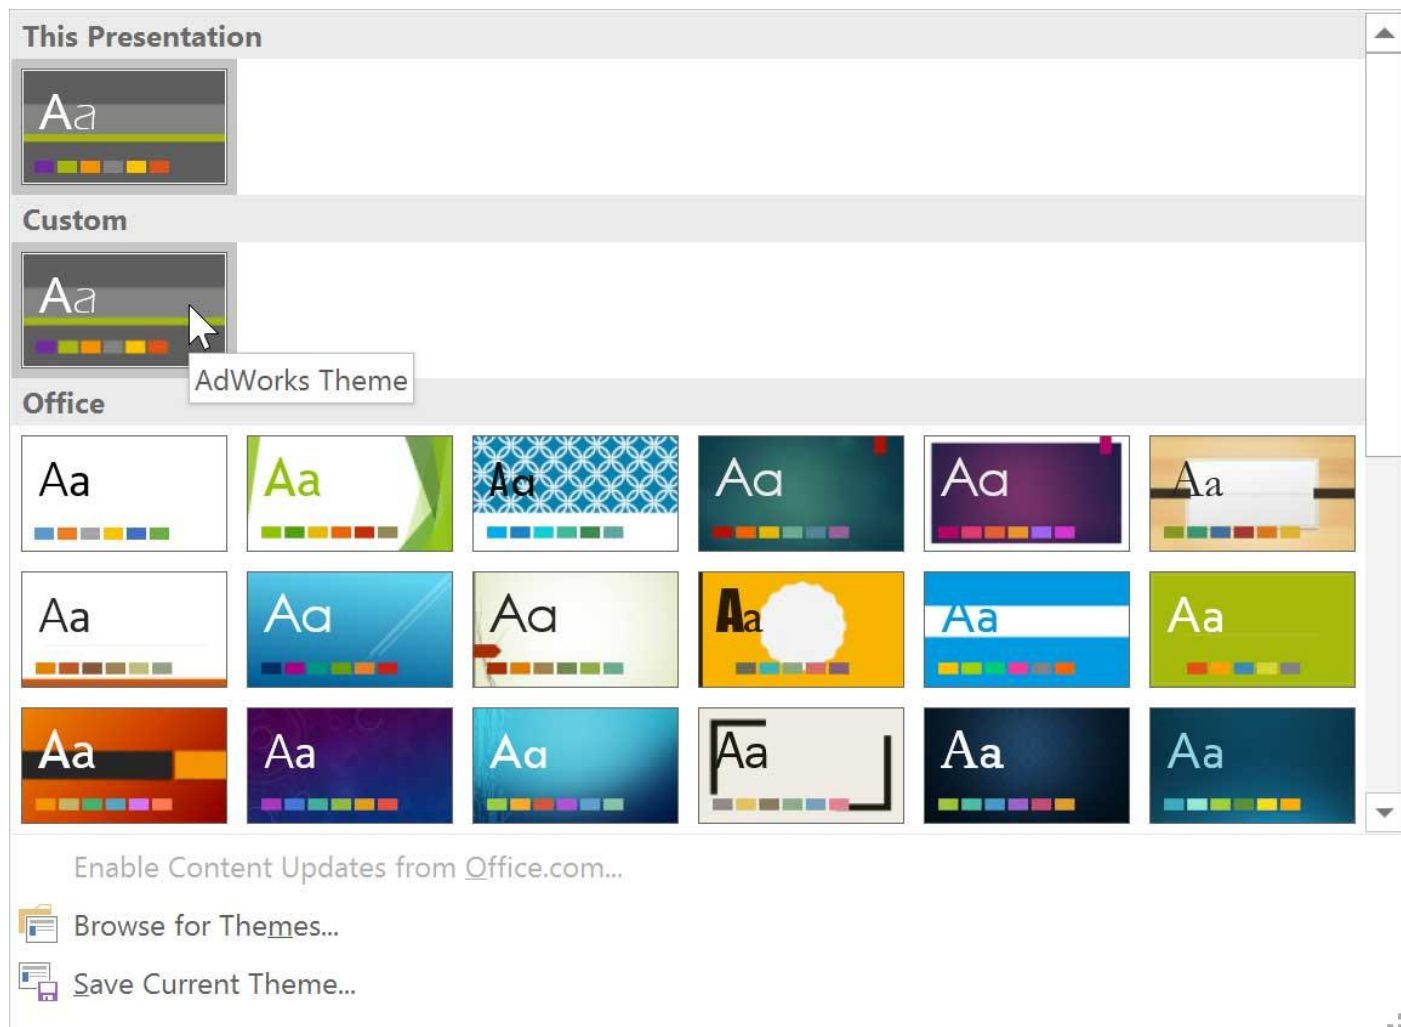 This Presentation
Aa
Custom
Aa
AdWorks Theme
Office
Aa Aa Aa Aa Aa Aa
Aa Aa Aa Aa Aa Aa
Aa Aa Aa Aa Aa Aa
Enable Content Updates from Office.com...
Browse for Themes...
Save Current Theme...